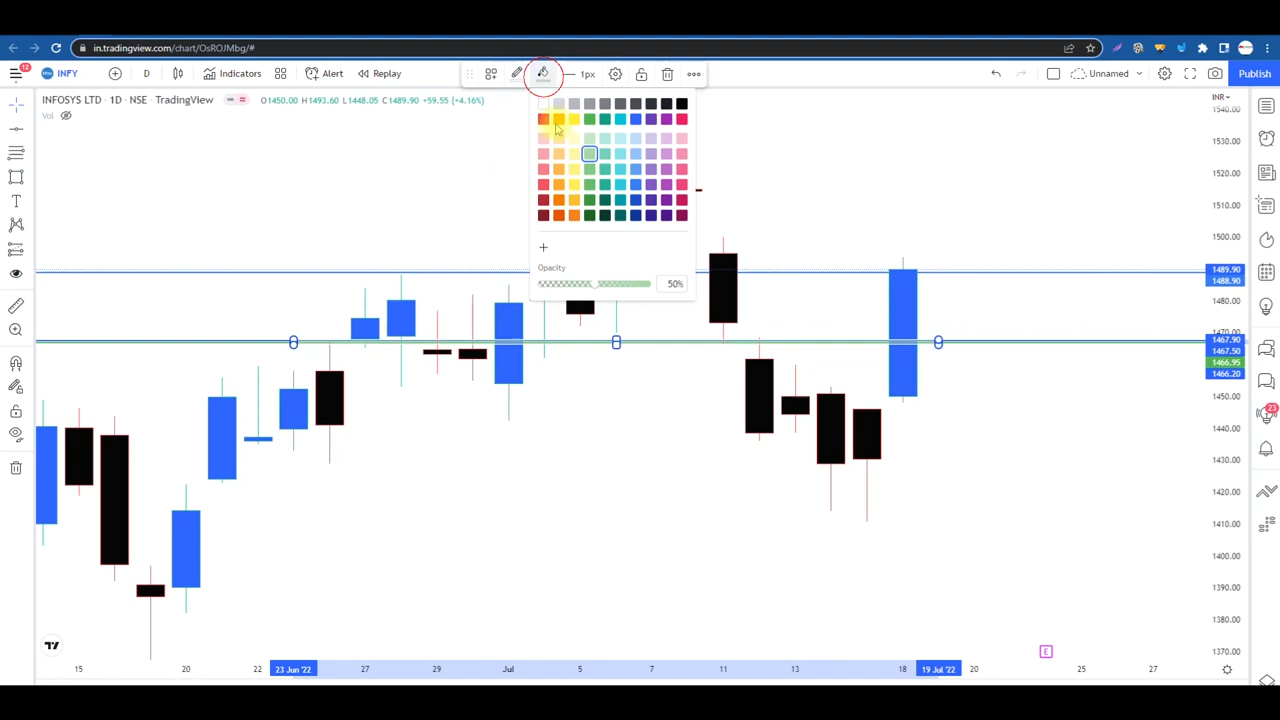 in.tradingview.com/chart/OsROJMbg/#
12
INFY
D
Indicators
Alert
Replay
1px
Unnamed
Publish
INFOSYS LTD · 1D · NSE · TradingView
O1450.00 H1493.60 L1448.05 C1489.90 +59.55 (+4.16%)
INR
Vol
1540.00
1530.00
1520.00
1510.00
1500.00
1489.90
1488.90
1480.00
1470.00
1467.90
1467.50
1466.95
1466.20
1450.00
1440.00
1430.00
1420.00
1410.00
1400.00
1390.00
1380.00
1370.00
Opacity
50%
23
E
15
20
22
23 Jun '22
27
29
Jul
5
7
11
13
18
19 Jul '22
20
25
27